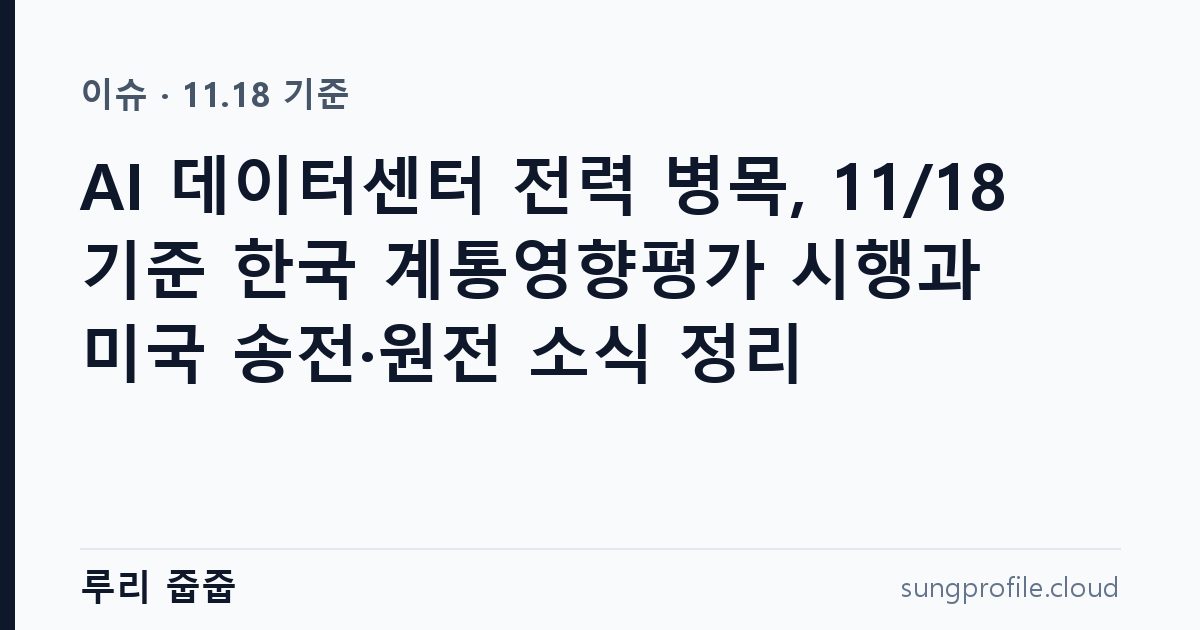 이슈 · 11.18 기준
AI 데이터센터 전력 병목, 11/18
기준 한국 계통영향평가 시행과
미국 송전·원전 소식 정리
루리 줍줍
sungprofile.cloud